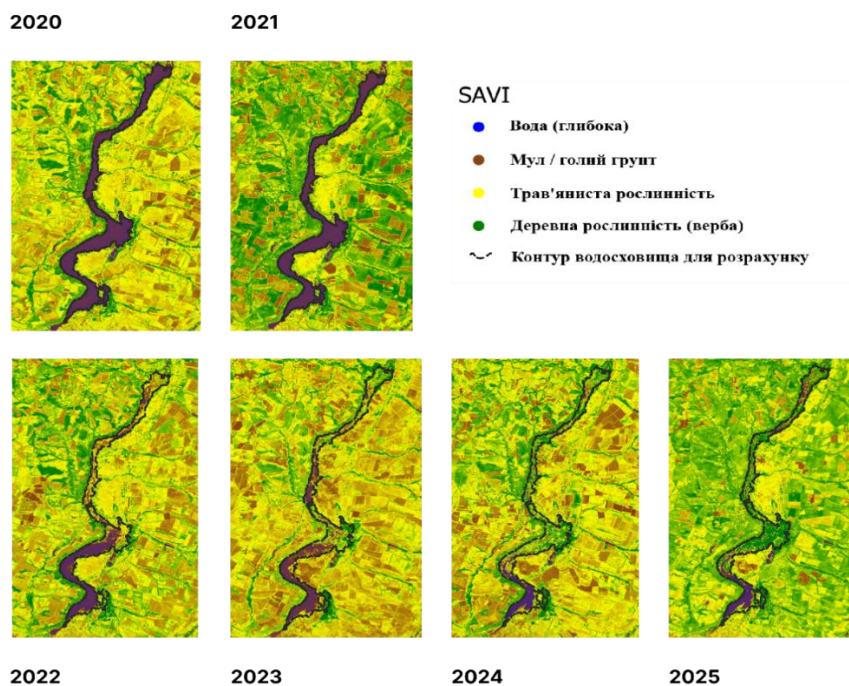 2020
2021
SAVI
Вода (глибока)
Мул / голий грунт
Трав'яниста рослинність
Деревна рослинність (верба)
Контур водосховища для розрахунку
2022
2023
2024
2025